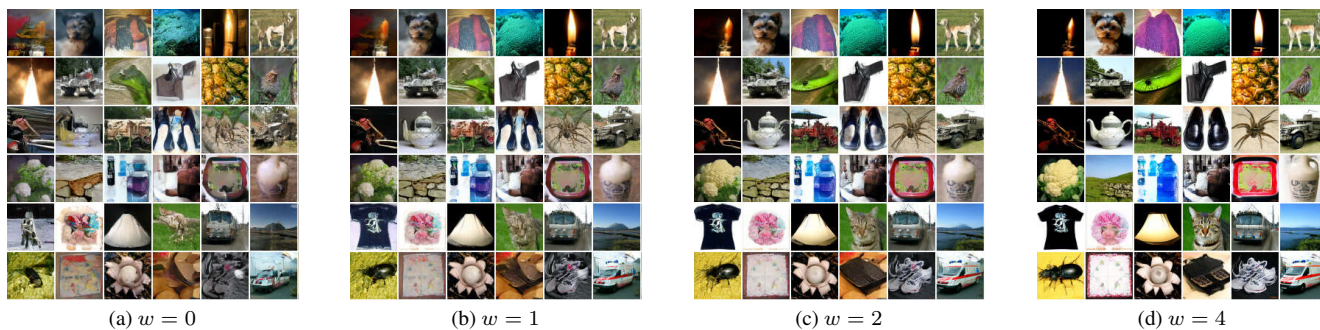 (a) w = 0
(b) w = 1
(c) w = 2
(d) w = 4